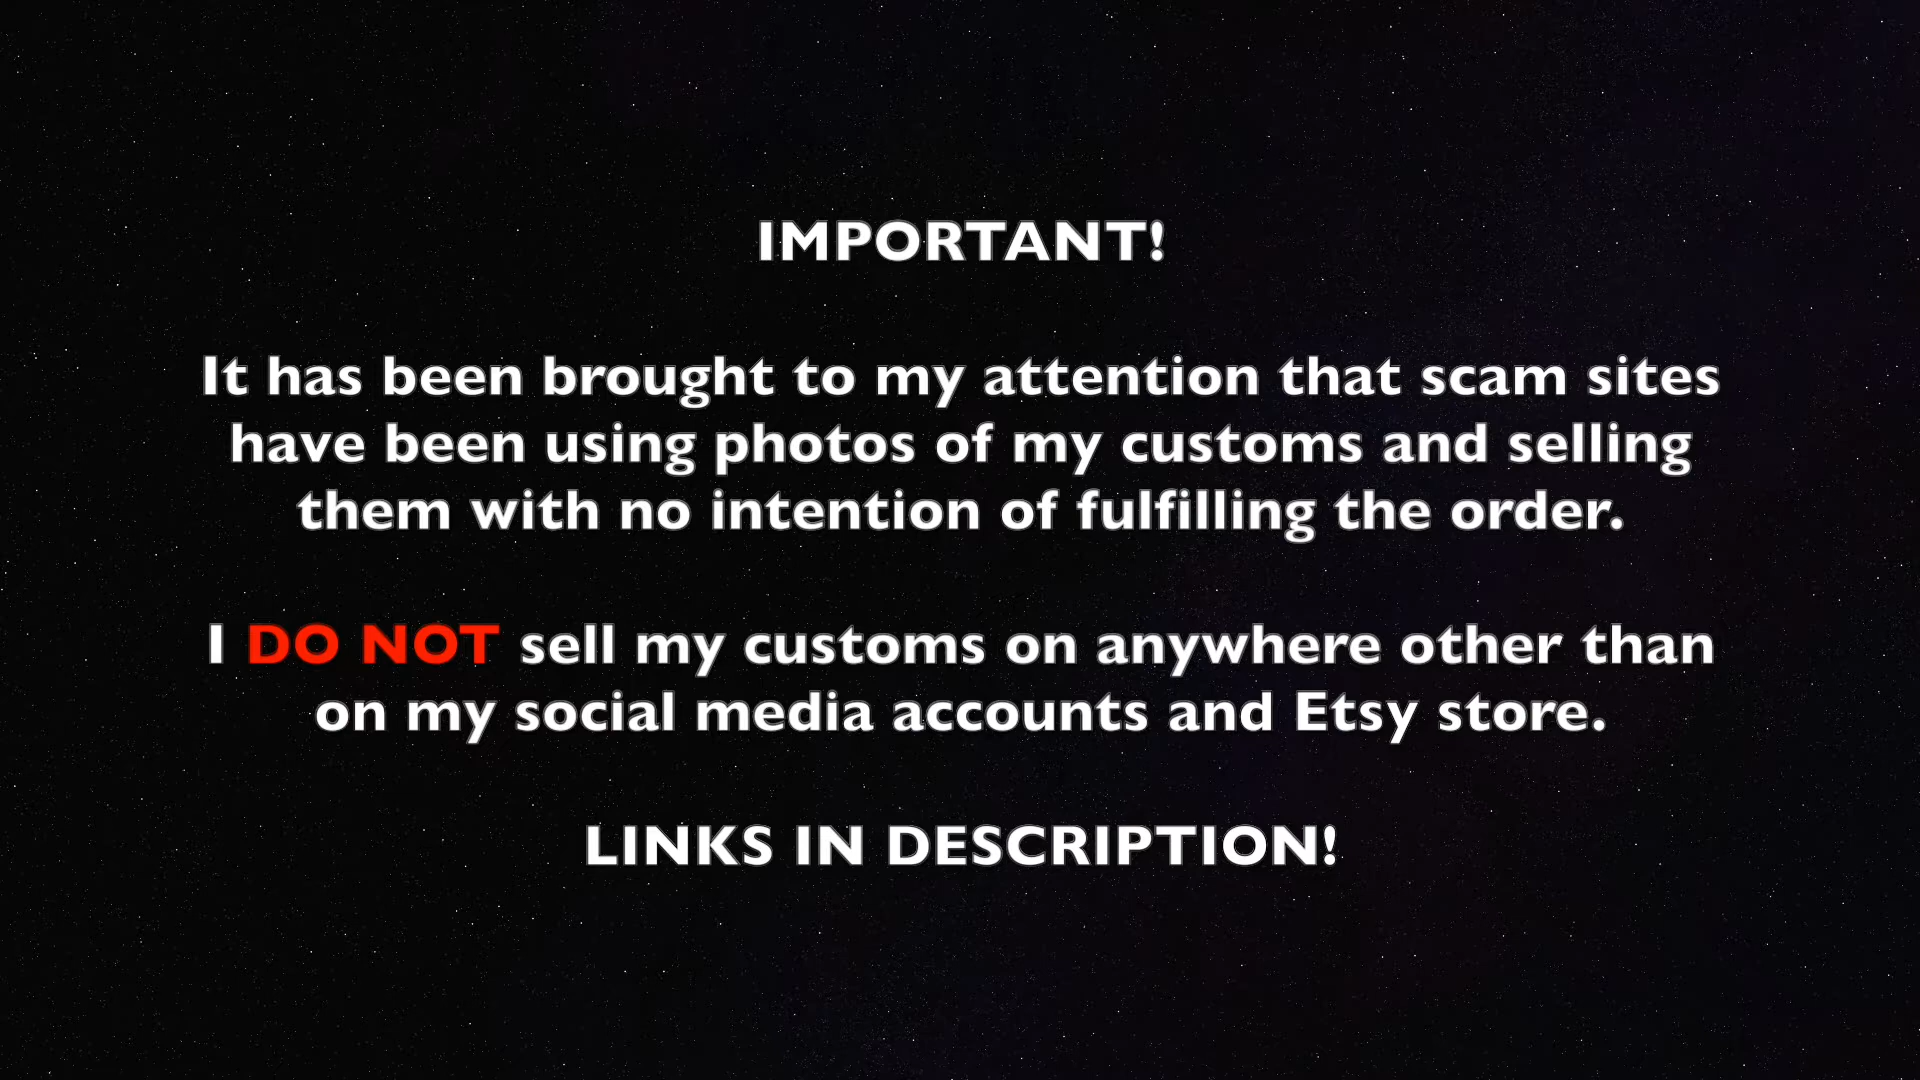 IMPORTANT!
It has been brought to my attention that scam sites
have been using photos of my customs and selling
them with no intention of fulfilling the order.
I DO NOT sell my customs on anywhere other than
on my social media accounts and Etsy store.
LINKS IN DESCRIPTION!